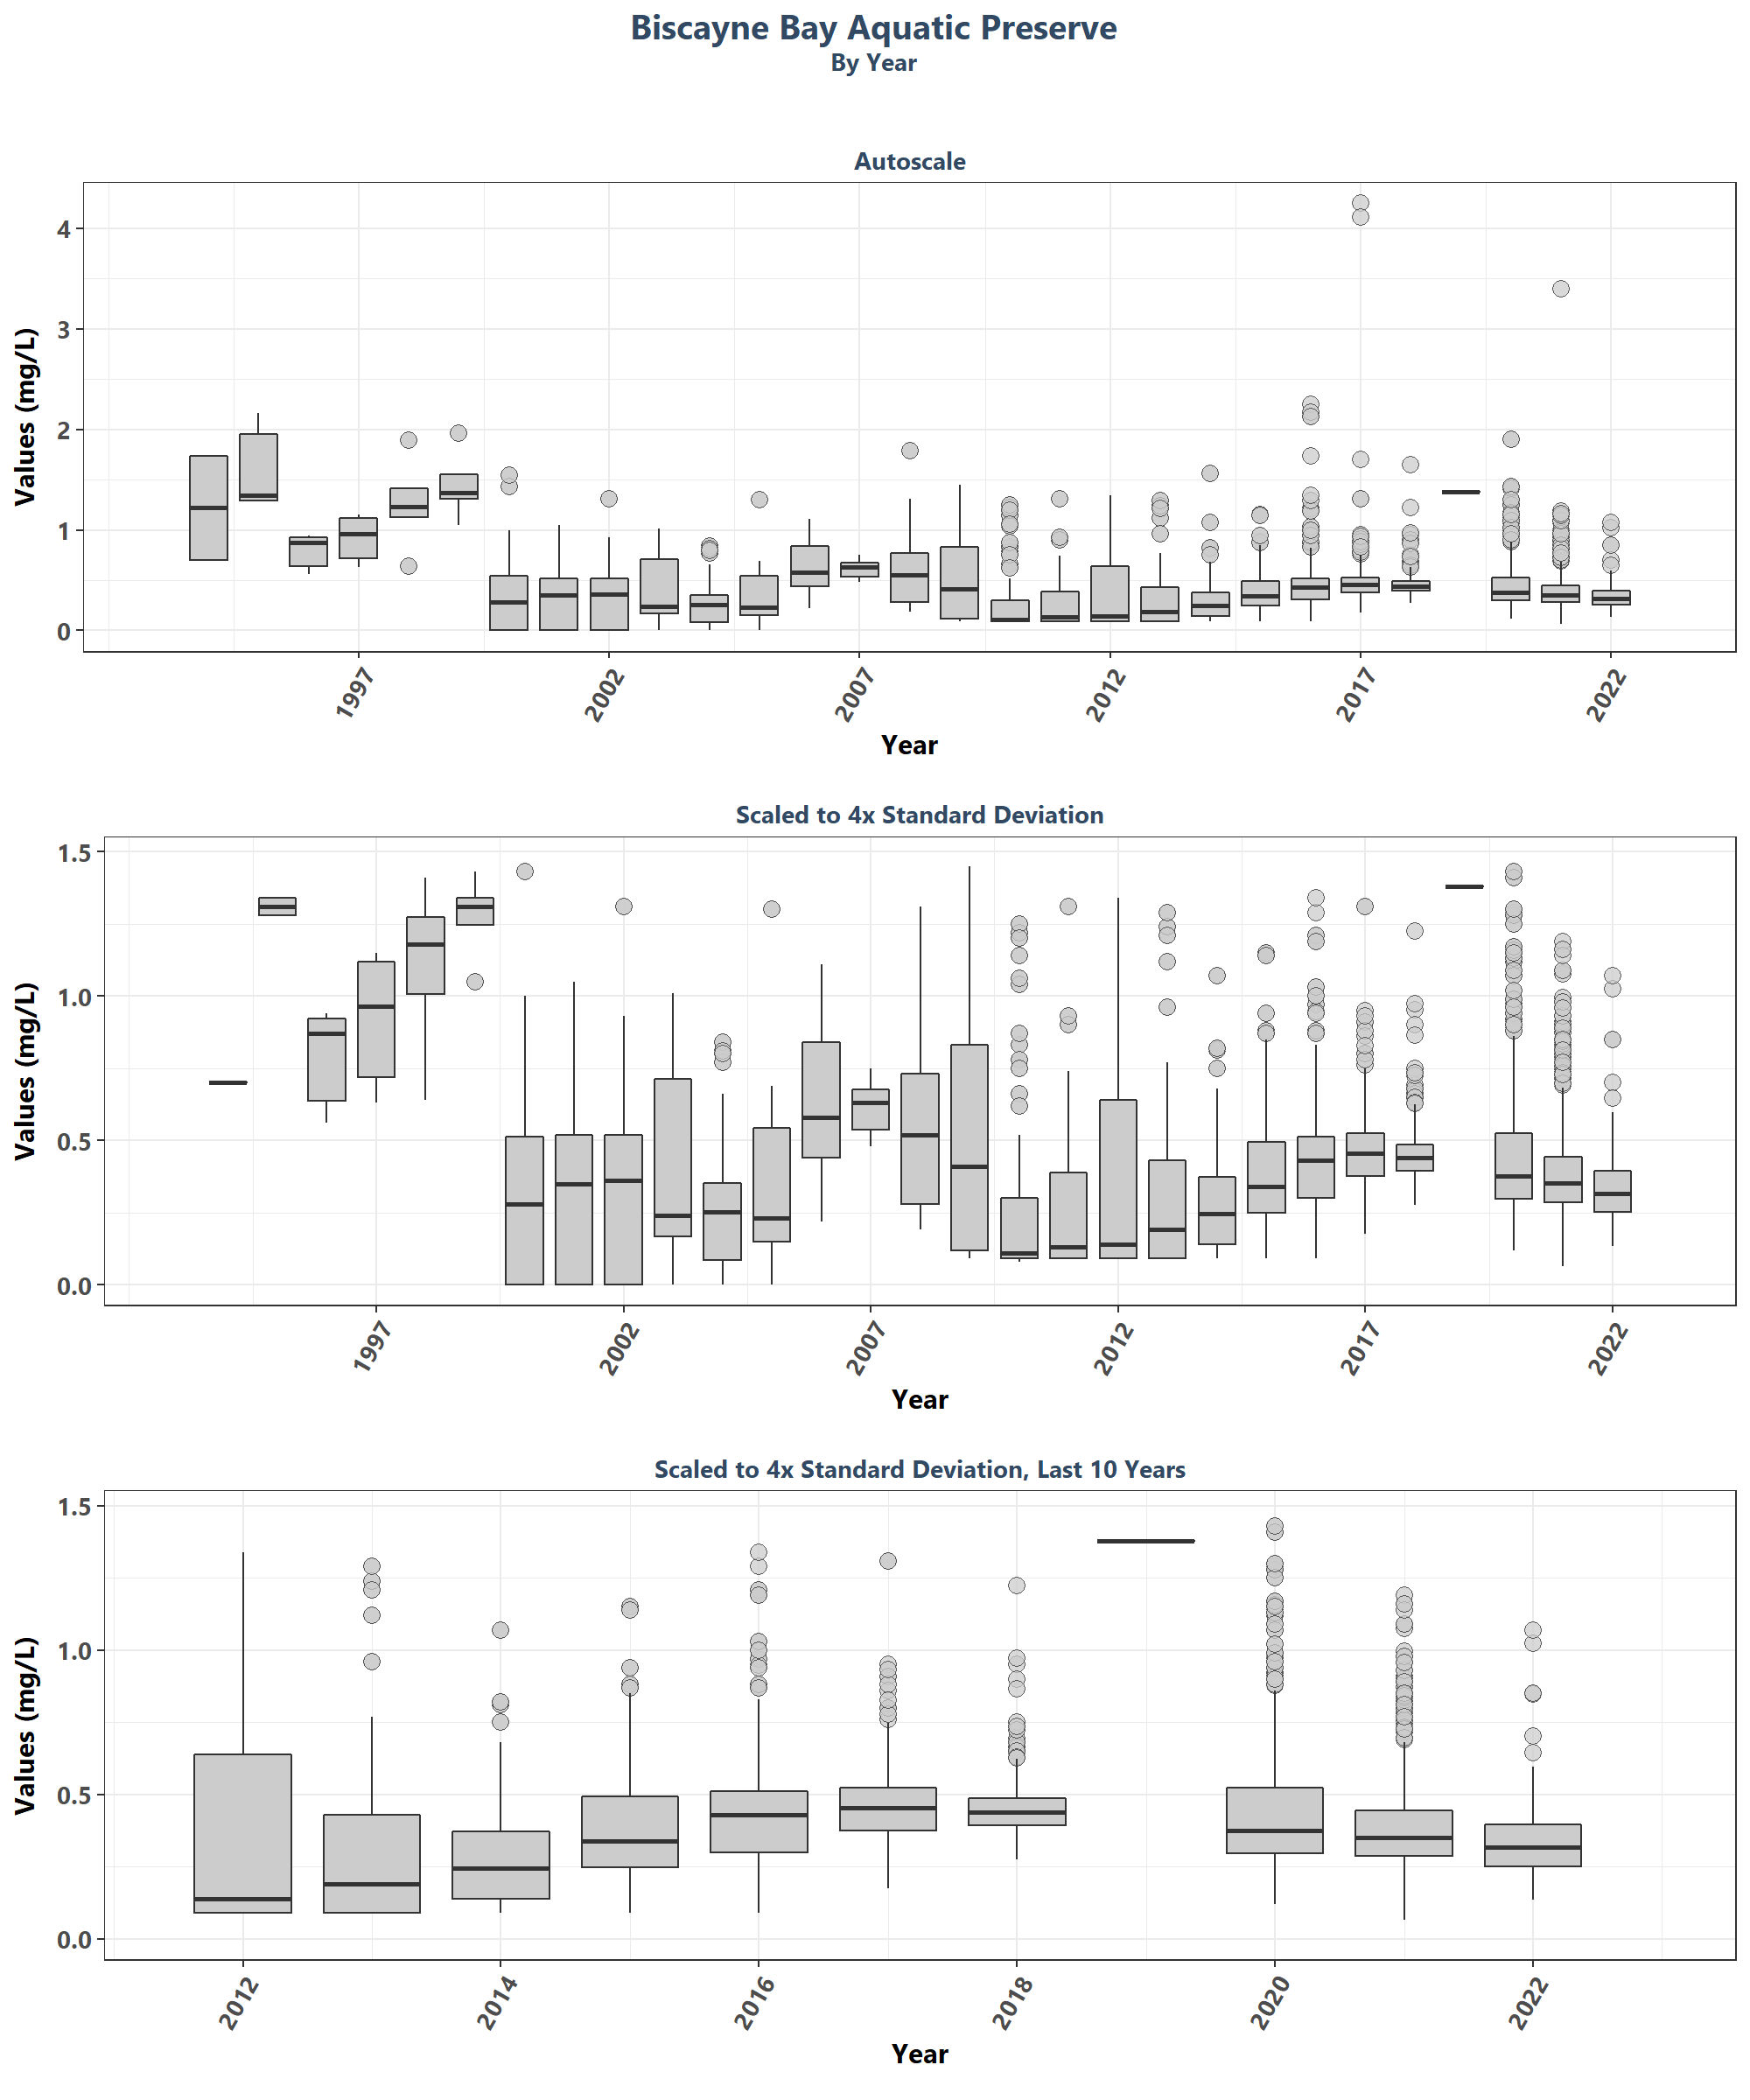 Biscayne Bay Aquatic Preserve
By Year
Autoscale
Values (mg/L)
4
3
2
1
0
1997 2002 2007 2012 2017 2022
Year
Scaled to 4x Standard Deviation
Values (mg/L)
1.5
1.0
0.5
0.0
1997 2002 2007 2012 2017 2022
Year
Scaled to 4x Standard Deviation, Last 10 Years
Values (mg/L)
1.5
1.0
0.5
0.0
2012 2014 2016 2018 2020 2022
Year